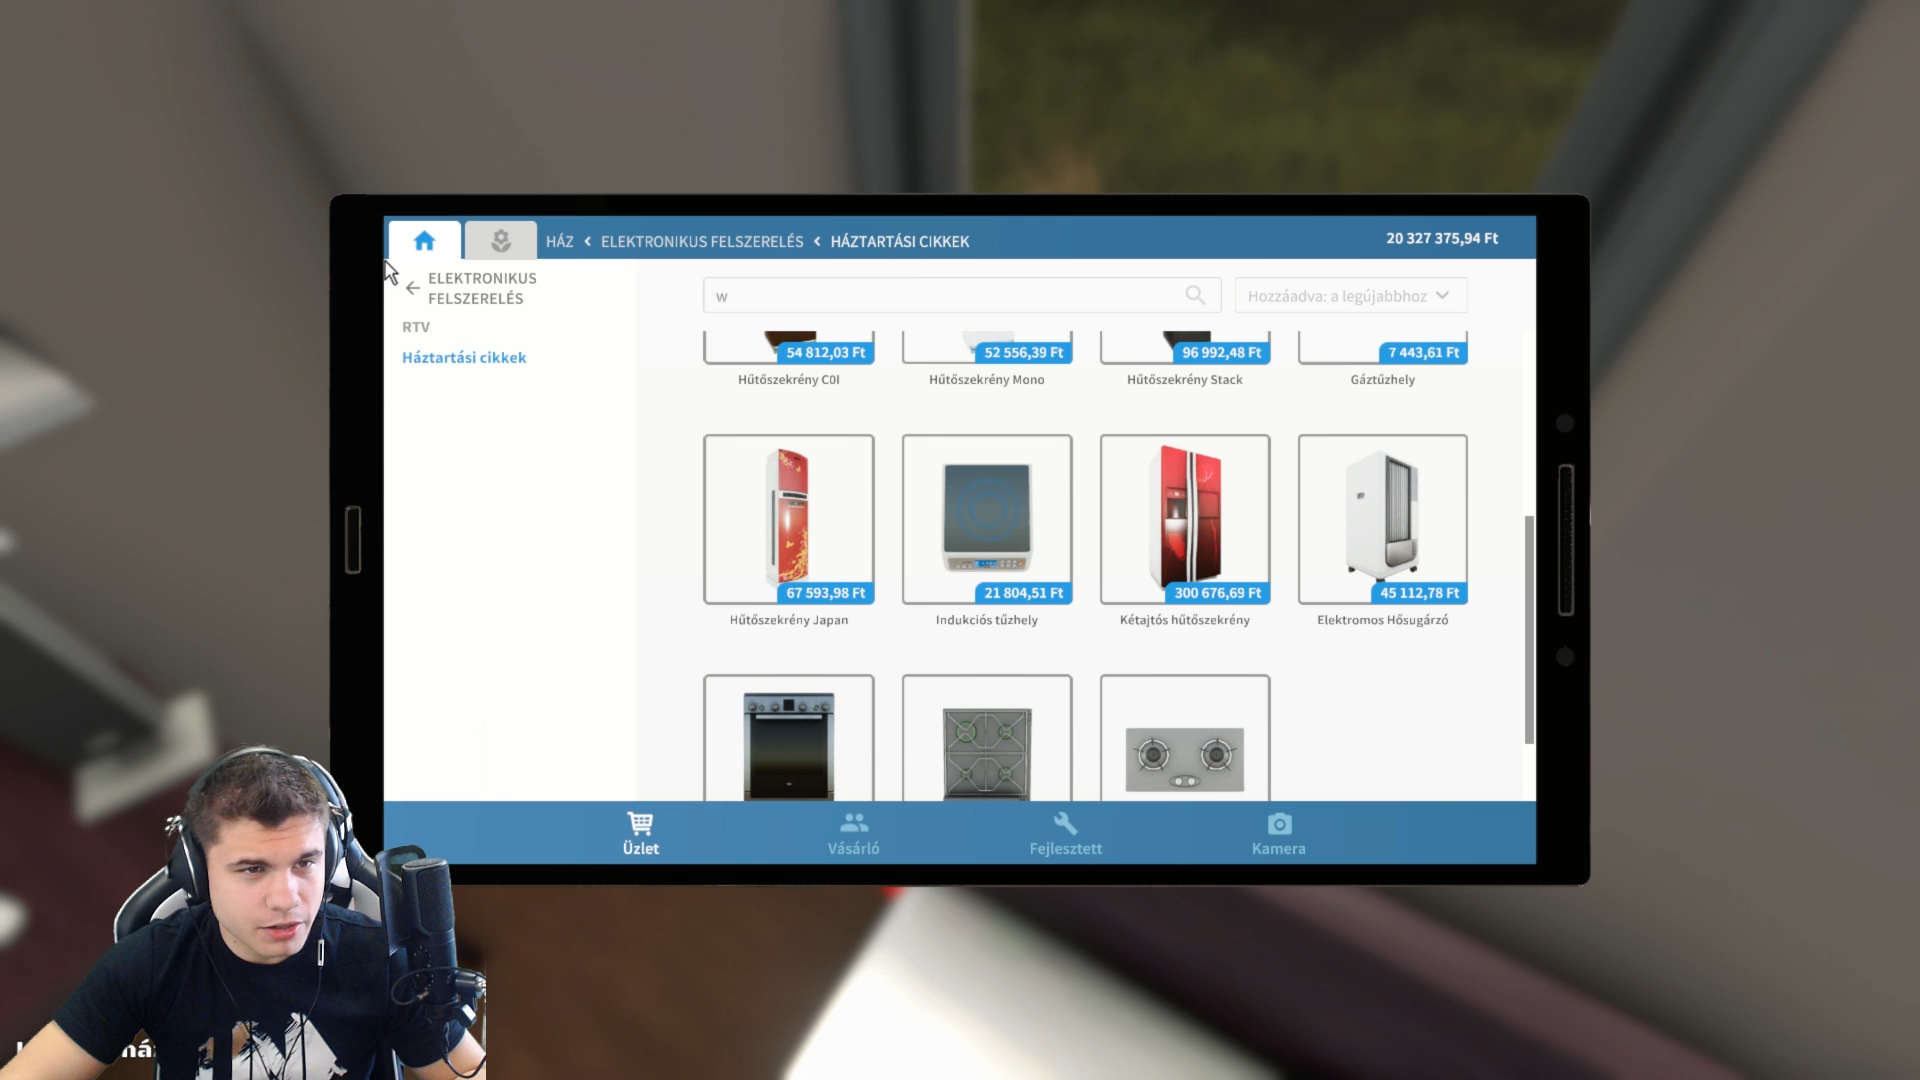 HÁZ < ELEKTRONIKUS FELSZERELÉS < HÁZTARTÁSI CIKKEK
20 327 375,94 Ft
ELEKTRONIKUS
FELSZERELÉS
RTV
Háztartási cikkek
w
Hozzáadva: a legújabbhoz
54 812,03 Ft
52 556,39 Ft
96 992,48 Ft
7 443,61 Ft
Hűtőszekrény C0I
Hűtőszekrény Mono
Hűtőszekrény Stack
Gáztűzhely
67 593,98 Ft
21 804,51 Ft
300 676,69 Ft
45 112,78 Ft
Hűtőszekrény Japan
Indukciós tűzhely
Kétajtós hűtőszekrény
Elektromos Hősugárzó
Üzlet
Vásárló
Fejlesztett
Kamera